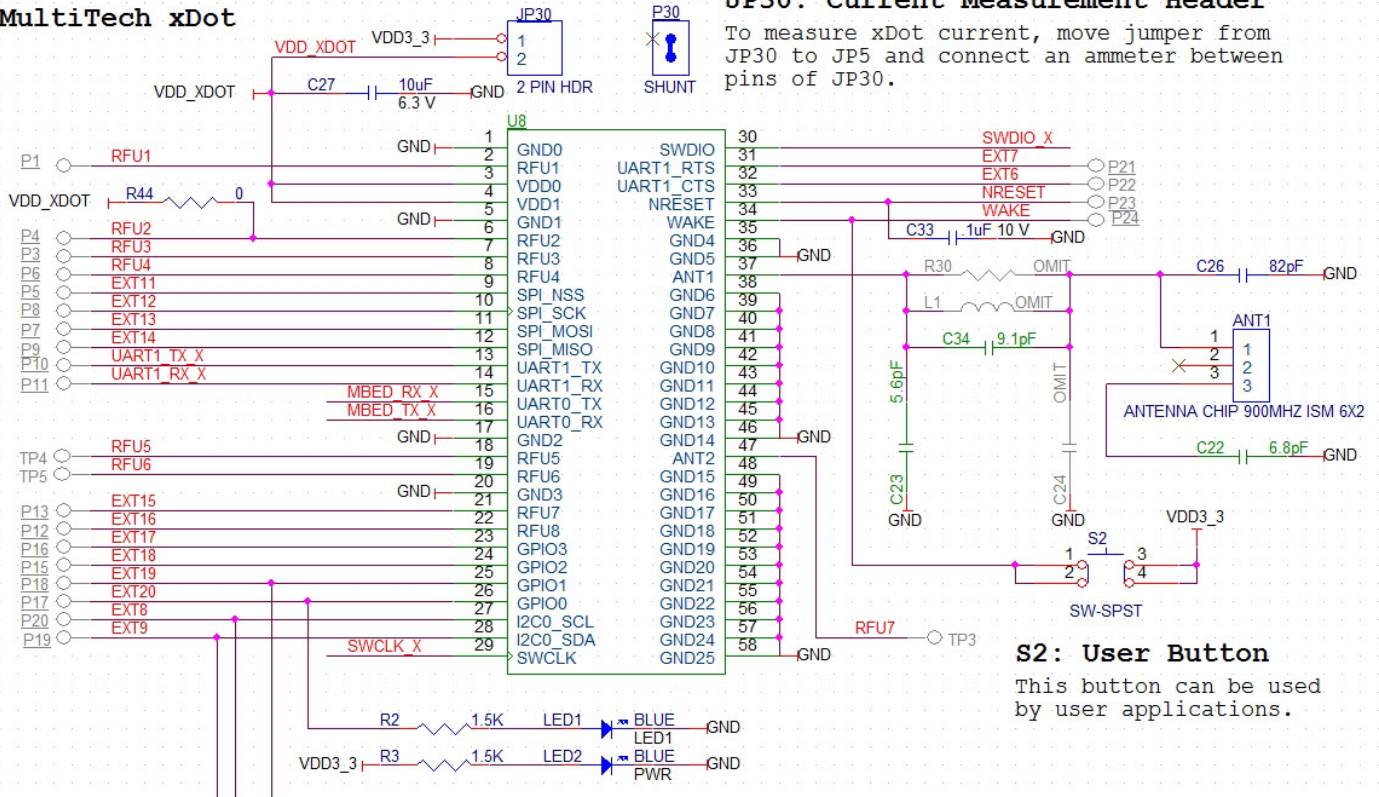 MultiTech xDot
JP30: Current Measurement Header
To measure xDot current, move jumper from
JP30 to JP5 and connect an ammeter between
pins of JP30.
JP30
VDD3_3
1
2
VDD_XDOT
2 PIN HDR
P30
SHUNT
VDD_XDOT
C27
10uF
6.3 V
GND
U8
GND 1 GND0
P1 RFU1 2 RFU1
3 VDD0
VDD_XDOT R44 0
4 VDD1
GND 5 GND1
P4 RFU2 6 RFU2
P3 RFU3 7 RFU3
P6 RFU4 8 RFU4
P5 EXT11 9 SPI_NSS
P8 EXT12 10 SPI_SCK
P7 EXT13 11 SPI_MOSI
P9 EXT14 12 SPI_MISO
P10 UART1_TX_X 13 UART1_TX
P11 UART1_RX_X 14 UART1_RX
MBED_RX_X 15 UART0_TX
MBED_TX_X 16 UART0_RX
GND 17 GND2
TP4 RFU5 18 RFU5
TP5 RFU6 19 RFU6
GND 20 GND3
P13 EXT15 21 RFU7
P12 EXT16 22 RFU8
P16 EXT17 23 GPIO3
P15 EXT18 24 GPIO2
P18 EXT19 25 GPIO1
P17 EXT20 26 GPIO0
P20 EXT8 27 I2C0_SCL
P19 EXT9 28 I2C0_SDA
SWCLK_X 29 SWCLK
SWDIO 30 SWDIO_X
UART1_RTS 31 EXT7 P21
UART1_CTS 32 EXT6 P22
NRESET 33 NRESET P23
WAKE 34 WAKE P24
GND4 35
GND5 36 GND
ANT1 37
GND6 38
GND7 39
GND8 40
GND9 41
GND10 42
GND11 43
GND12 44
GND13 45
GND14 46 GND
ANT2 47
GND15 48
GND16 49
GND17 50
GND18 51
GND19 52
GND20 53
GND21 54
GND22 55
GND23 56
GND24 57
GND25 58 GND
C33 .1uF 10 V GND
R30 OMIT
L1 OMIT
C34 9.1pF
5.6pF
C23
GND
OMIT
C24
GND
C26 82pF GND
ANT1
1 1
2 2
3 3
ANTENNA CHIP 900MHZ ISM 6X2
C22 6.8pF GND
VDD3_3
S2
1 3
2 4
SW-SPST
RFU7 TP3
S2: User Button
This button can be used
by user applications.
R2 1.5K LED1 BLUE GND
LED1
VDD3_3 R3 1.5K LED2 BLUE GND
PWR